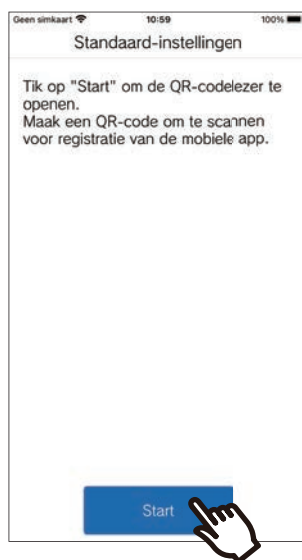 Geen simkaart 10:59 100%
Standaard-instellingen
Tik op "Start" om de QR-codelezer te
openen.
Maak een QR-code om te scannen
voor registratie van de mobiele app.
Start